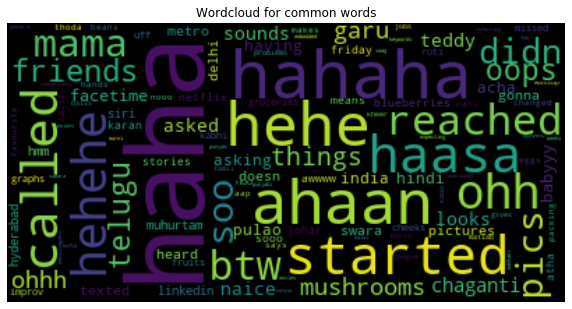 Wordcloud for common words
haha
hahaha
hehe
ahaan
started
hehehe
called
reached
haasa
ohh
didn
pics
btw
soo
mama
friends
garu
oops
things
telugu
mushrooms
teddy
sounds
having
facetime
asked
asking
india
hindi
looks
chaganti
pulao
naice
ohhh
babyyy
acha
gonna
delhi
metro
friday
netflix
siri
karan
hmm
stories
muhurtam
heard
linkedin
texted
improv
hyderabad
graphs
doesn
aap
awwww
swara
johar
pictures
sooo
says
fruits
means
blueberries
groceries
roti
thoda
beans
uff
makes
jobs
missed
changed
nooo
hands
problems
cheeks
packing
atha
eggs
gives